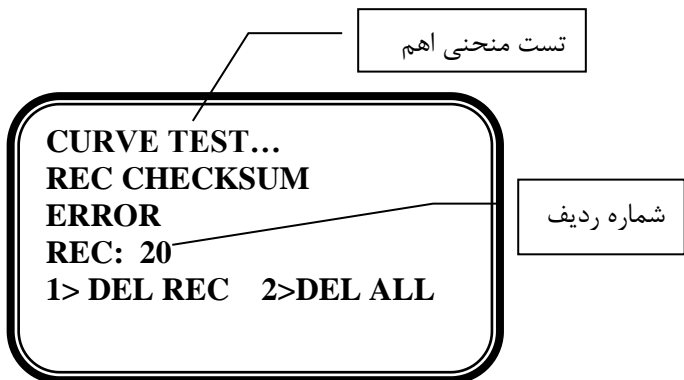 تست منحنی اهم
CURVE TEST…
REC CHECKSUM
ERROR
REC: 20
1> DEL REC 2>DEL ALL
شماره ردیف